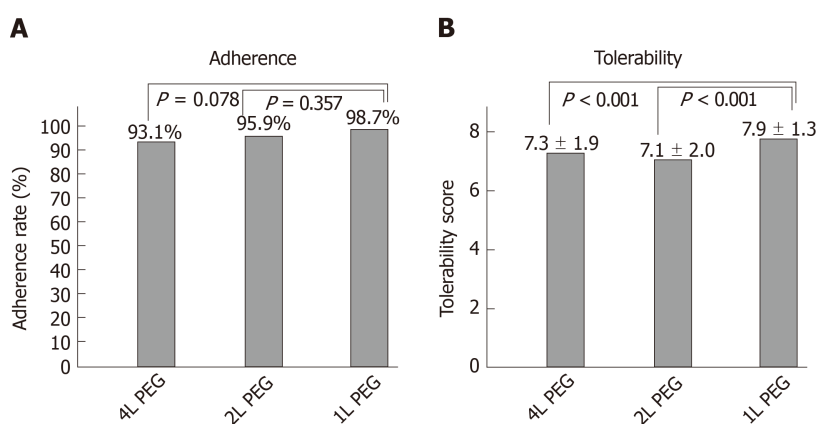 A
Adherence
P = 0.078
P = 0.357
93.1%
95.9%
98.7%
Adherence rate (%)
100
90
80
70
60
50
40
30
20
10
0
4L PEG
2L PEG
1L PEG
B
Tolerability
P < 0.001
P < 0.001
7.3 ± 1.9
7.1 ± 2.0
7.9 ± 1.3
Tolerability score
8
6
4
2
0
4L PEG
2L PEG
1L PEG